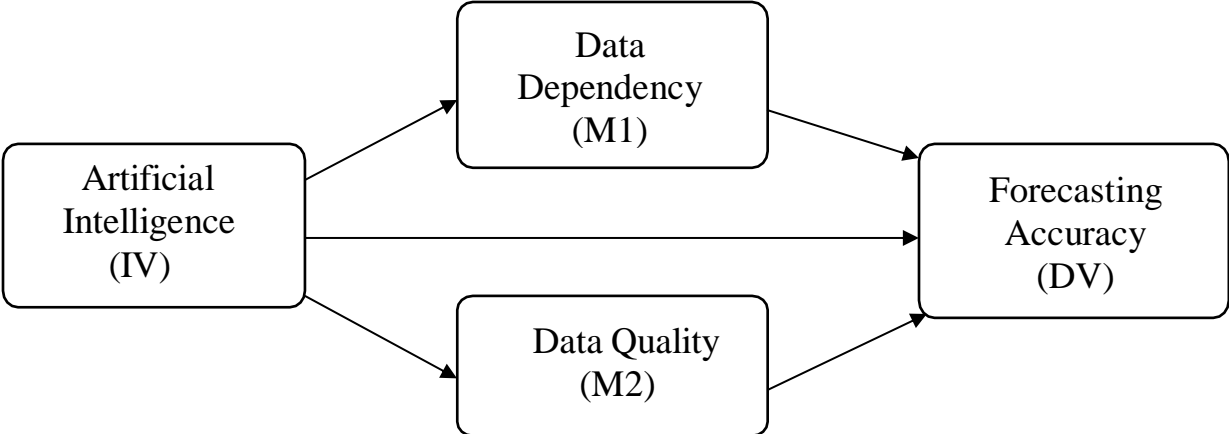 Data
Dependency
(M1)
Artificial
Intelligence
(IV)
Forecasting
Accuracy
(DV)
Data Quality
(M2)